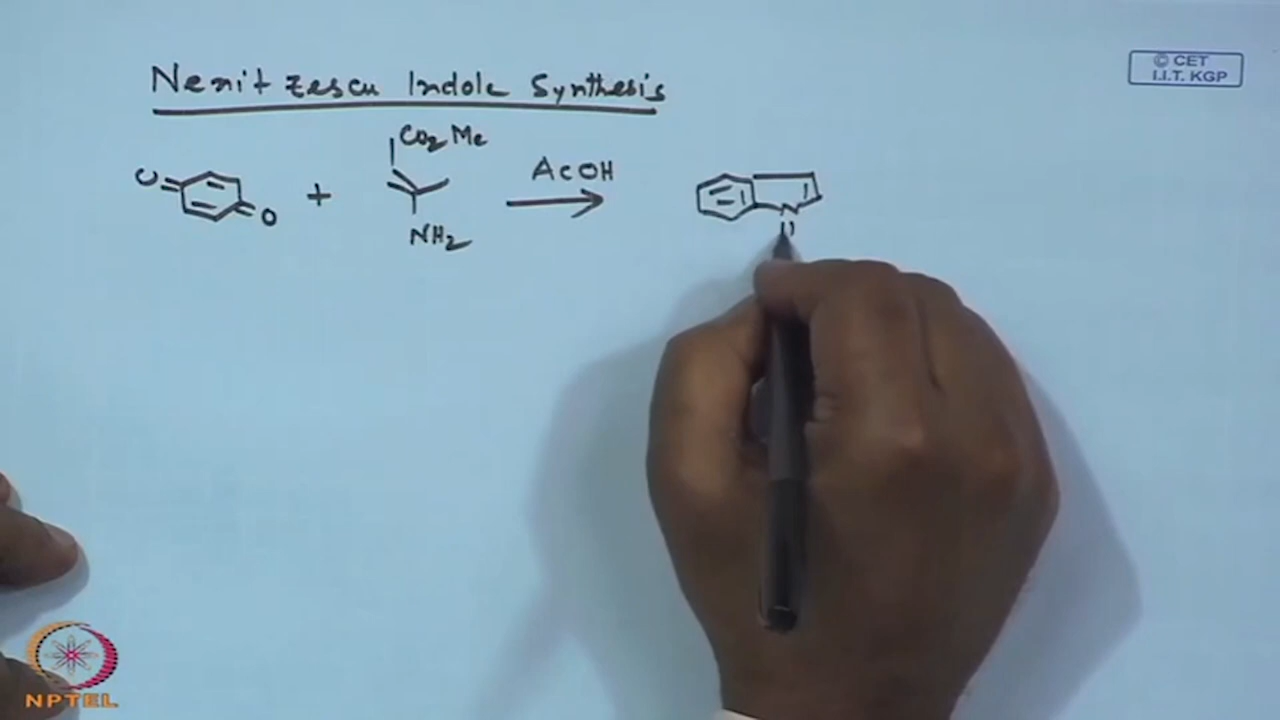 Nenitzescu Indole Synthesis
© CET
I.I.T. KGP
CO2Me
O
+
AcOH
O
NH2
N
NPTEL